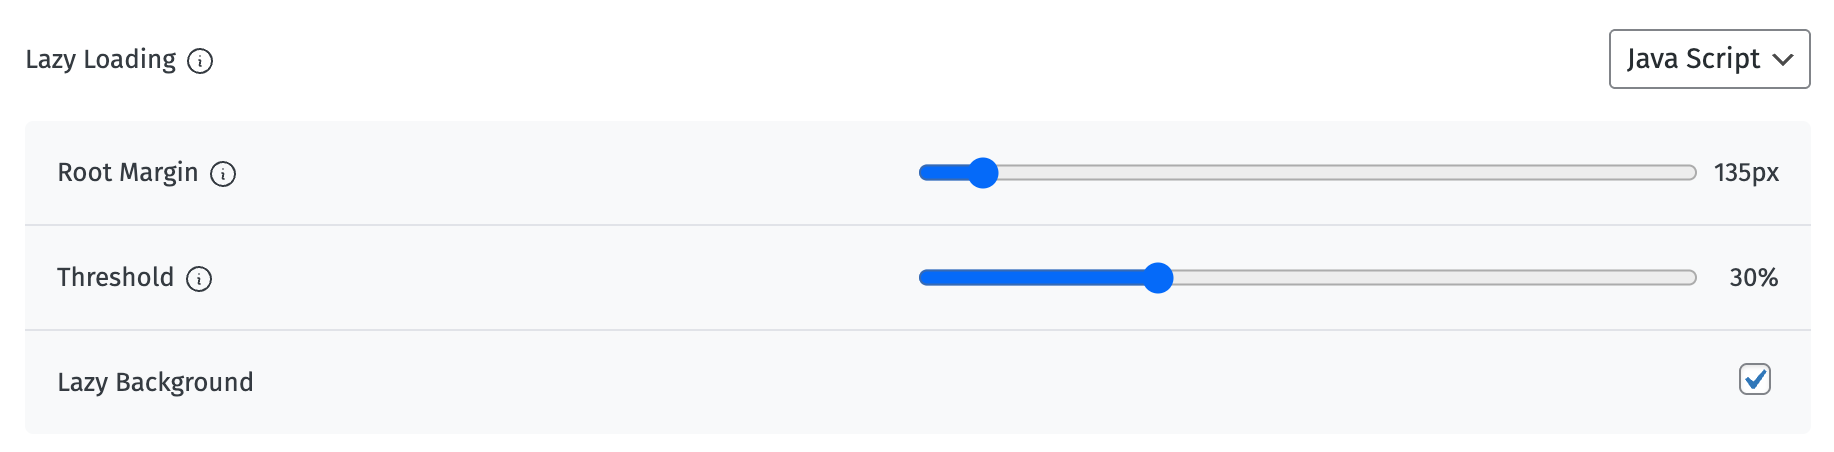 Lazy Loading
Java Script
Root Margin
135px
Threshold
30%
Lazy Background